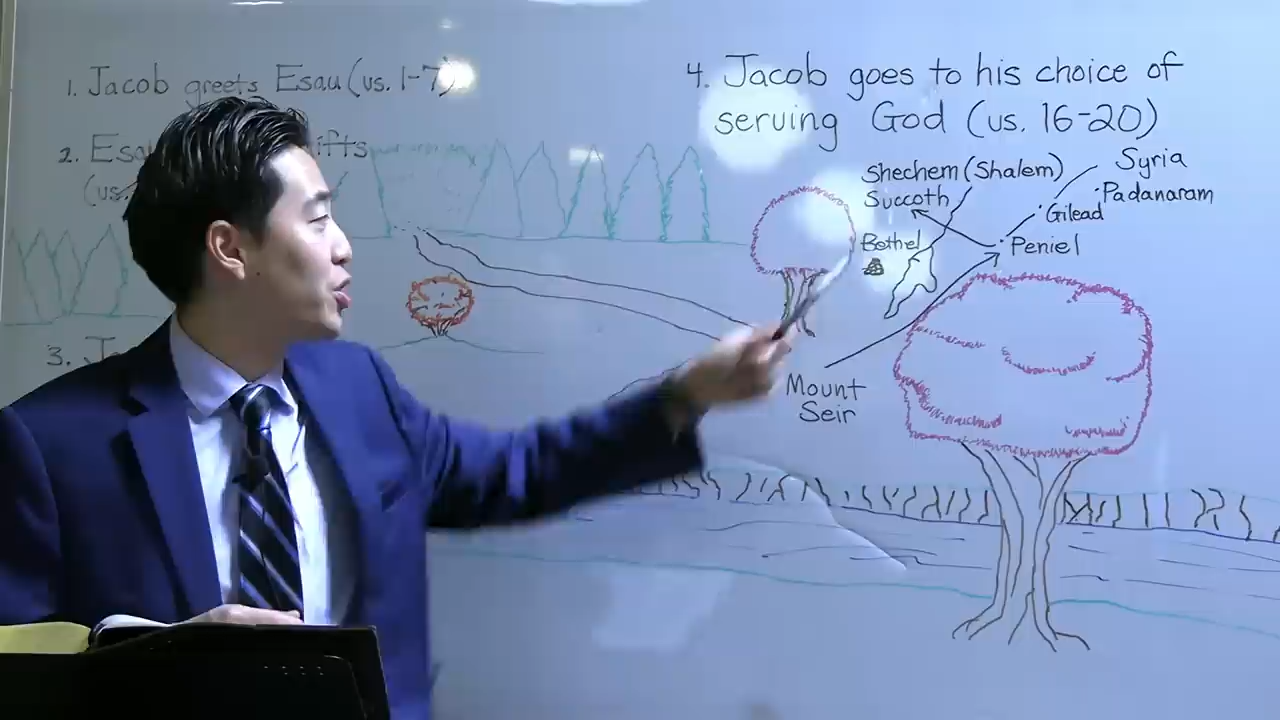 1. Jacob greets Esau (vs. 1-7)
2. Esa ifts
(vs.
3. J
4. Jacob goes to his choice of
serving God (vs. 16-20)
Shechem (Shalem)
Syria
Succoth
Padanaram
Gilead
Bethel
Peniel
Mount
Seir